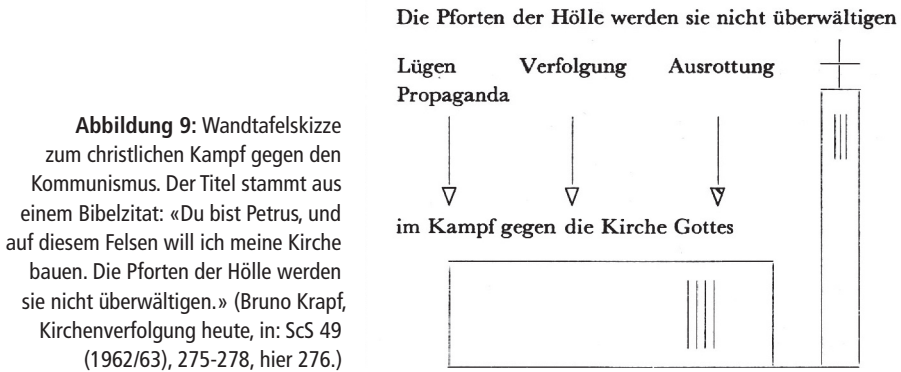 Abbildung 9: Wandtafelskizze
zum christlichen Kampf gegen den
Kommunismus. Der Titel stammt aus
einem Bibelzitat: «Du bist Petrus, und
auf diesem Felsen will ich meine Kirche
bauen. Die Pforten der Hölle werden
sie nicht überwältigen.» (Bruno Krapf,
Kirchenverfolgung heute, in: ScS 49
(1962/63), 275-278, hier 276.)
Die Pforten der Hölle werden sie nicht überwältigen
Lügen Verfolgung Ausrottung
Propaganda
im Kampf gegen die Kirche Gottes